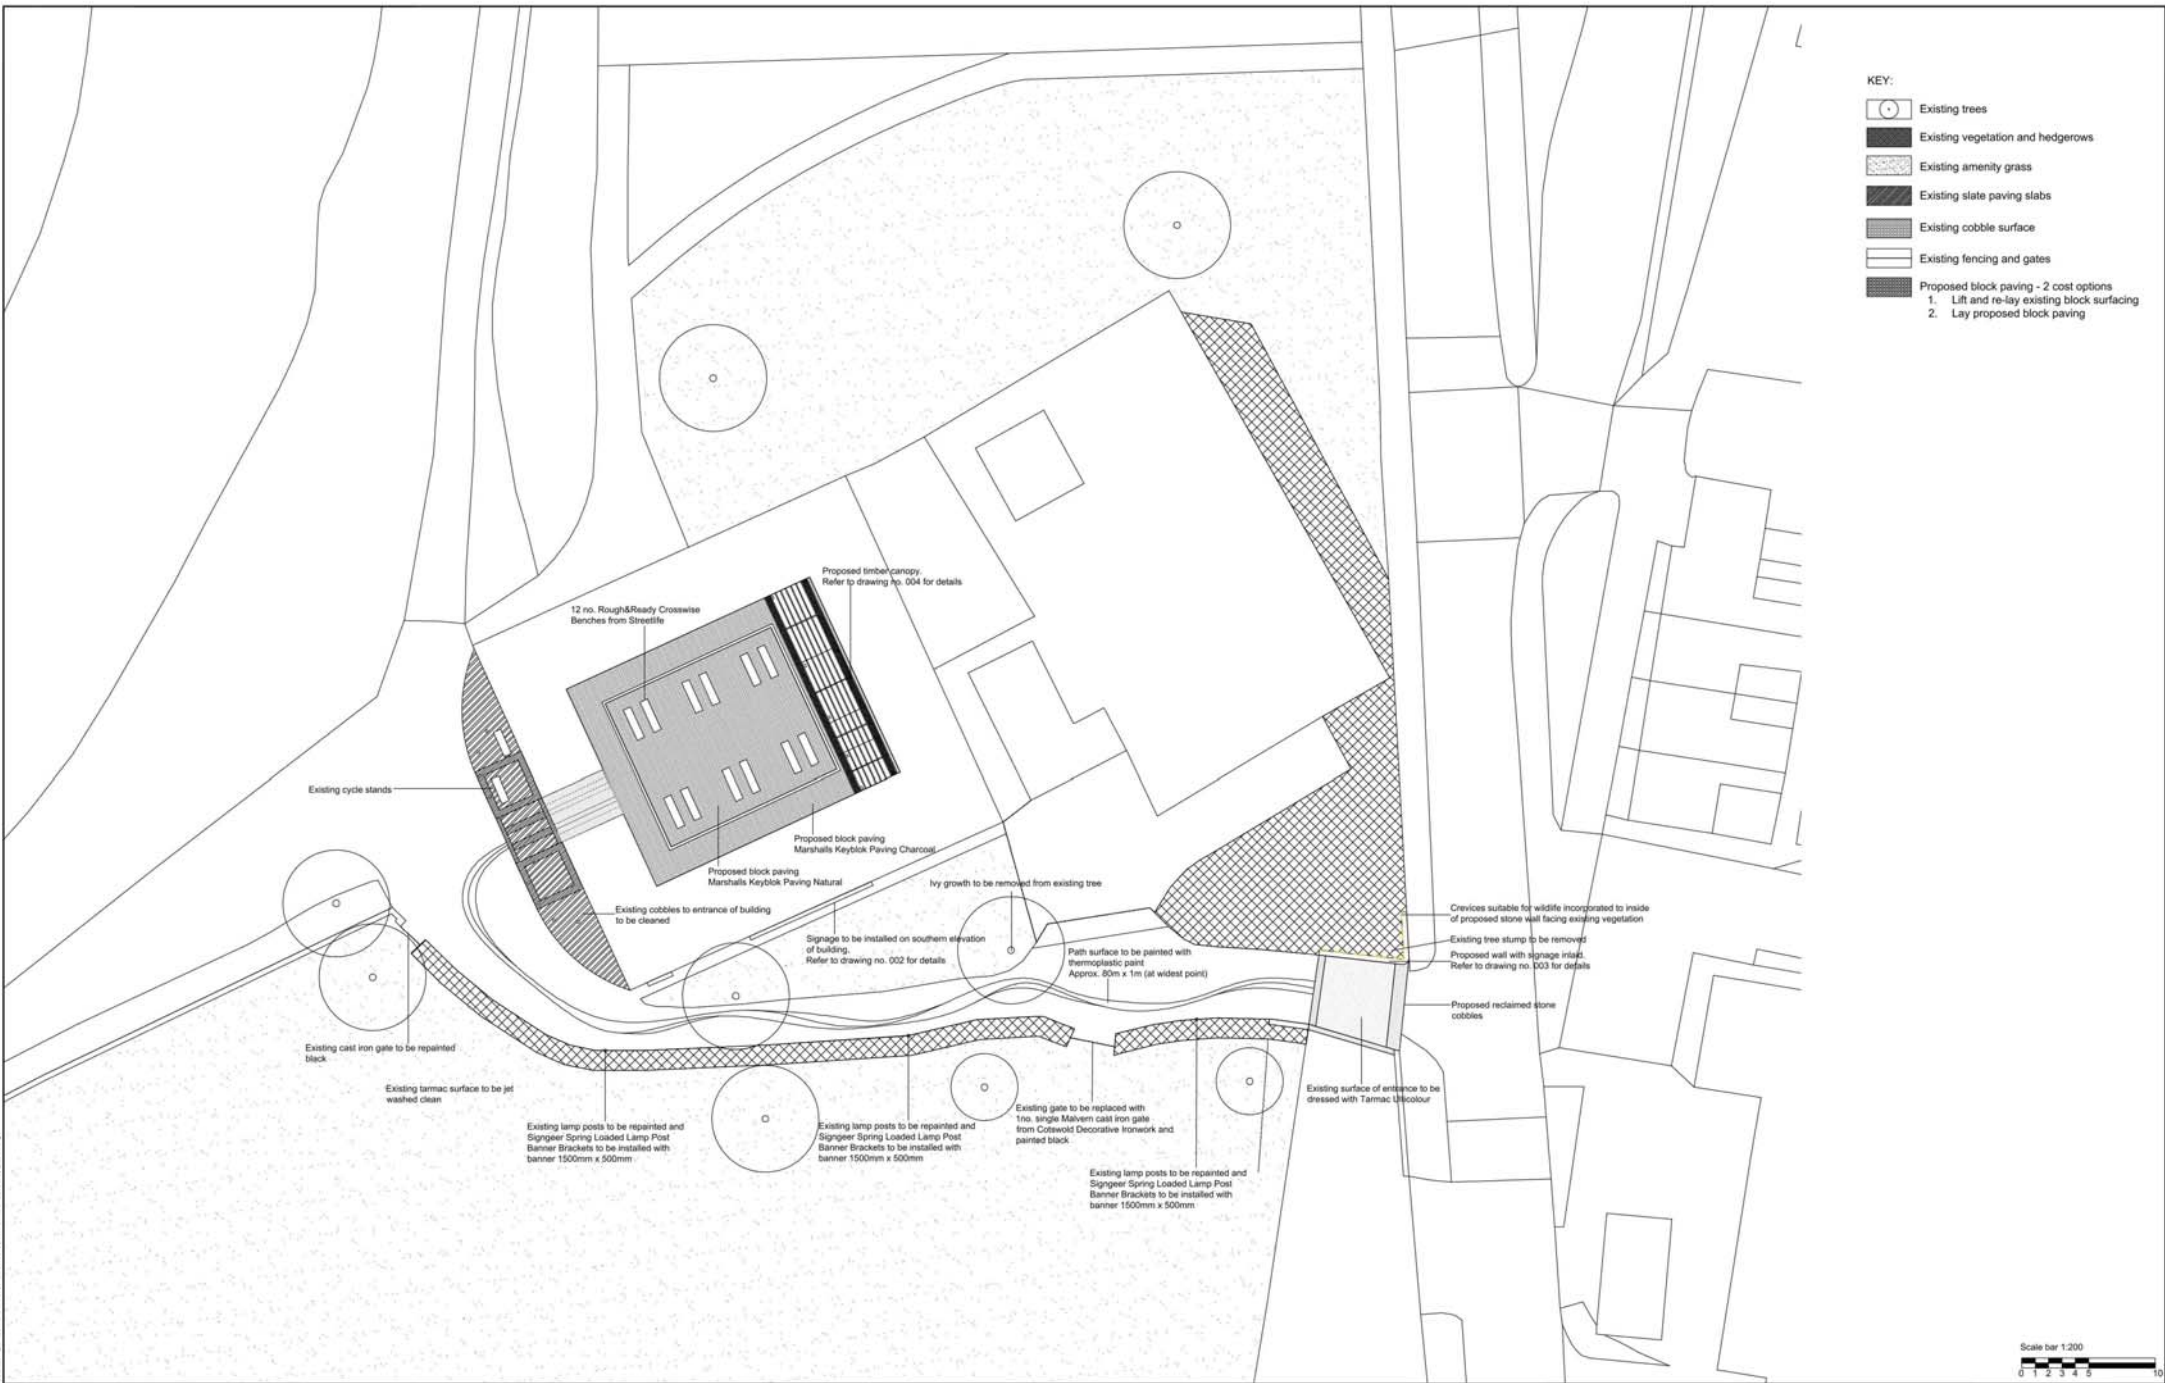 KEY:
Existing trees
Existing vegetation and hedgerows
Existing amenity grass
Existing slate paving slabs
Existing cobble surface
Existing fencing and gates
Proposed block paving - 2 cost options
1. Lift and re-lay existing block surfacing
2. Lay proposed block paving
Proposed timber canopy.
Refer to drawing no. 004 for details
12 no. Rough&Ready Crosswise
Benches from Streetlife
Existing cycle stands
Proposed block paving
Marshalls Keyblok Paving Charcoal
Proposed block paving
Marshalls Keyblok Paving Natural
Ivy growth to be removed from existing tree
Existing cobbles to entrance of building
to be cleaned
Signage to be installed on southern elevation
of building.
Refer to drawing no. 002 for details
Path surface to be painted with
thermoplastic paint
Approx. 80m x 1m (at widest point)
Crevices suitable for wildlife incorporated to inside
of proposed stone wall facing existing vegetation
Existing tree stump to be removed
Proposed wall with signage inlaid.
Refer to drawing no. 003 for details
Proposed reclaimed stone
cobbles
Existing cast iron gate to be repainted
black
Existing tarmac surface to be jet
washed clean
Existing lamp posts to be repainted and
Signgeer Spring Loaded Lamp Post
Banner Brackets to be installed with
banner 1500mm x 500mm
Existing lamp posts to be repainted and
Signgeer Spring Loaded Lamp Post
Banner Brackets to be installed with
banner 1500mm x 500mm
Existing gate to be replaced with
1no. single Malvern cast iron gate
from Cotswold Decorative Ironwork and
painted black
Existing surface of entrance to be
dressed with Tarmac Ulticolour
Existing lamp posts to be repainted and
Signgeer Spring Loaded Lamp Post
Banner Brackets to be installed with
banner 1500mm x 500mm
Scale bar 1:200
0 1 2 3 4 5 10